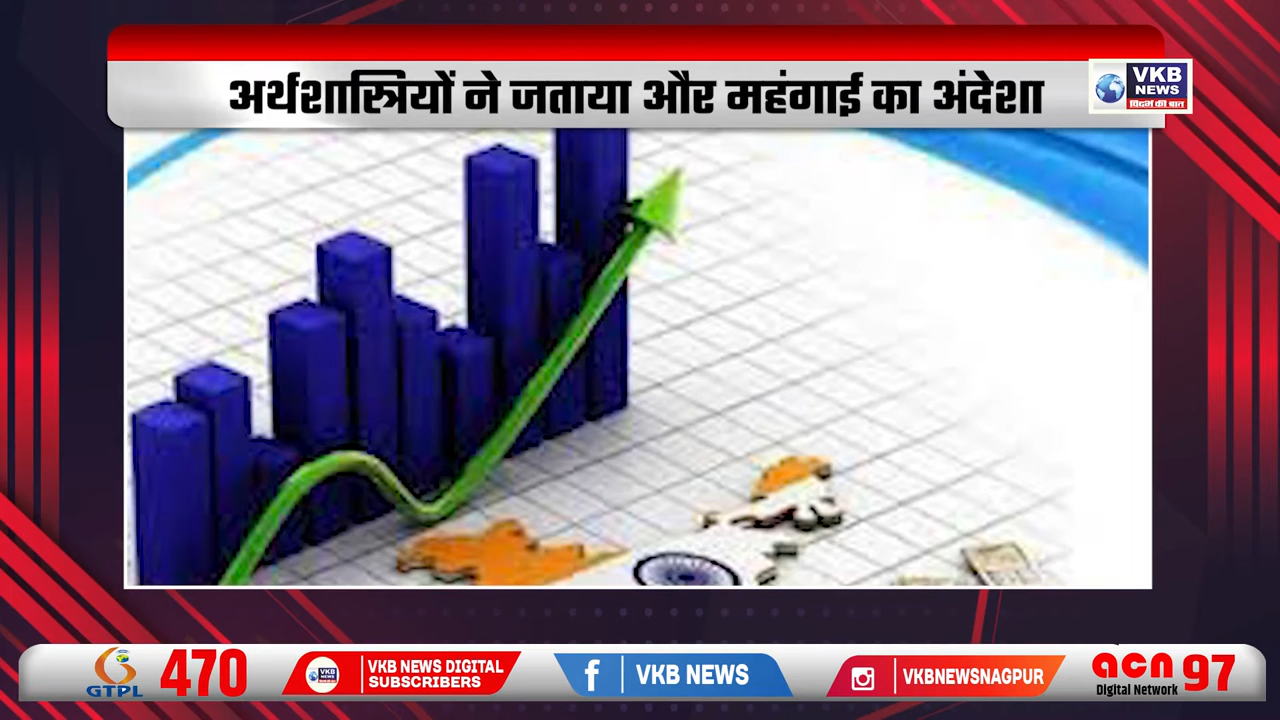 अर्थशास्त्रियों ने जताया और महंगाई का अंदेशा
VKB
NEWS
विदर्भ की बात
GTPL
470
VKB NEWS DIGITAL
SUBSCRIBERS
VKB NEWS
VKBNEWSNAGPUR
acn 97
Digital Network